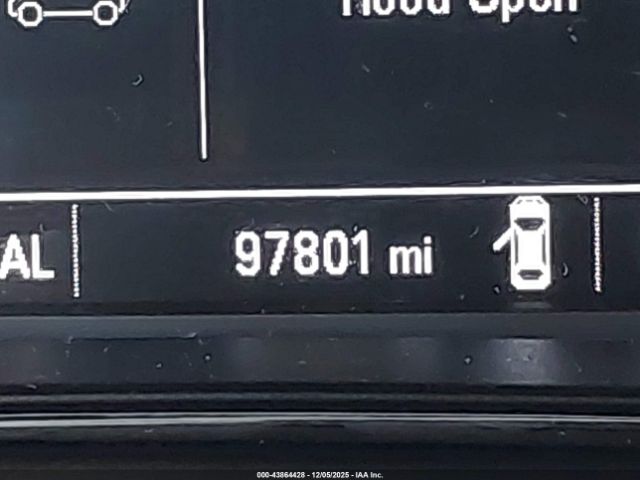 Hood Open
AL
97801 mi
000-43864428 - 12/05/2025 - IAA Inc.